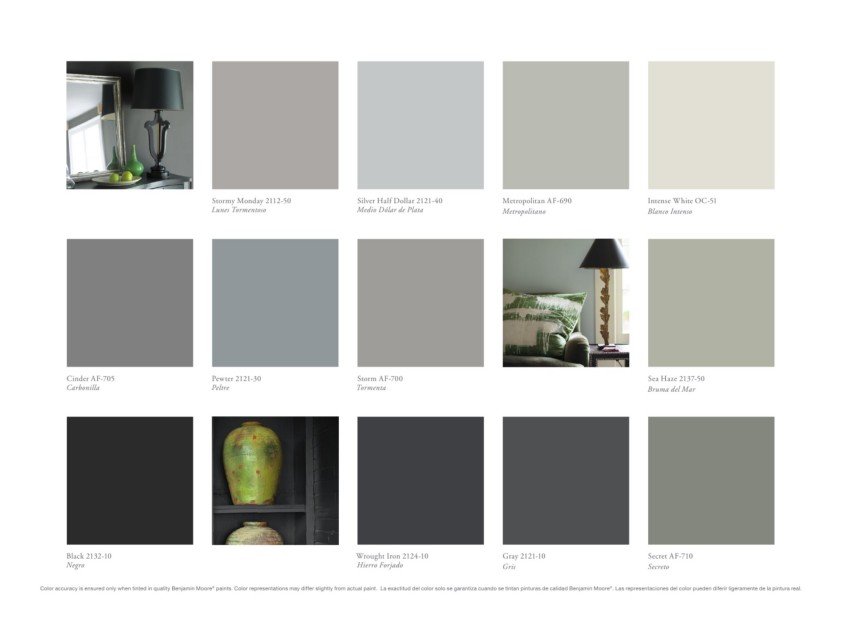 Stormy Monday 2112-50
Lunes Tormentoso
Silver Half Dollar 2121-40
Medio Dólar de Plata
Metropolitan AF-690
Metropolitano
Intense White OC-51
Blanco Intenso
Cinder AF-705
Carbonilla
Pewter 2121-30
Peltre
Storm AF-700
Tormenta
Sea Haze 2137-50
Bruma del Mar
Black 2132-10
Negro
Wrought Iron 2124-10
Hierro Forjado
Gray 2121-10
Gris
Secret AF-710
Secreto
Color accuracy is ensured only when tinted in quality Benjamin Moore® paints. Color representations may differ slightly from actual paint. La exactitud del color solo se garantiza cuando se tintan pinturas de calidad Benjamin Moore®. Las representaciones del color pueden diferir ligeramente de la pintura real.